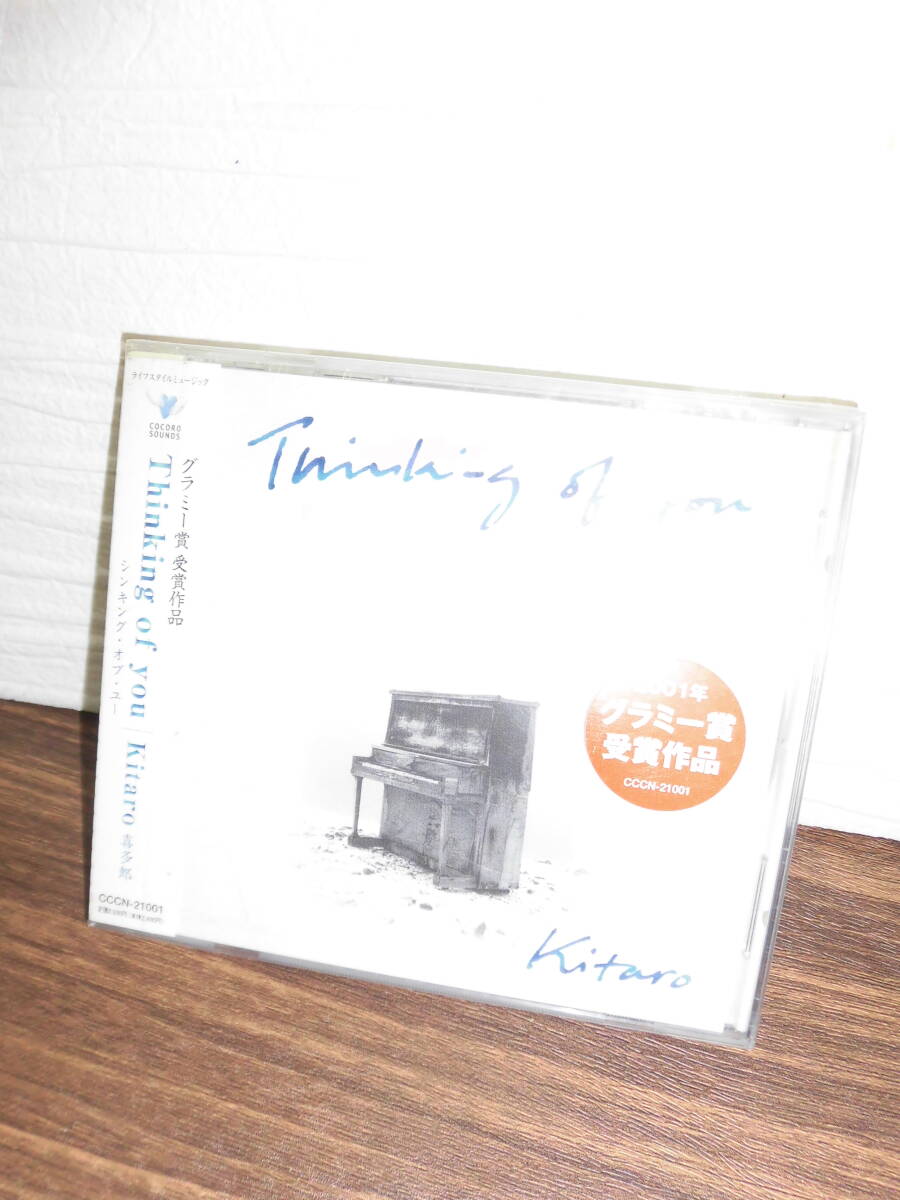 ライフスタイルミュージック
COCORO
SOUNDS
グラミー賞 受賞作品
Thinking of you | Kitaro 喜多郎
シンキング・オブ・ユー
CCCN-21001
Thinking of you
グラミー賞
受賞作品
CCCN-21001
Kitaro